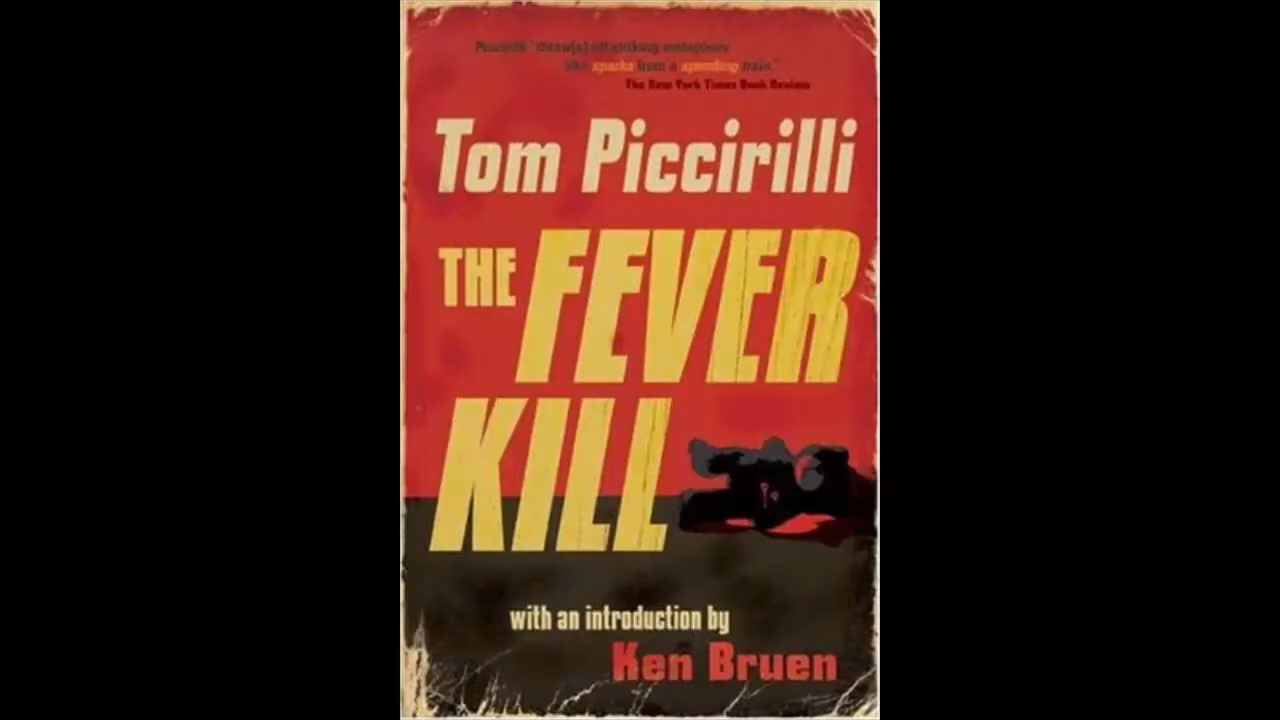 Piccirilli "throw[s] off striking metaphors
like sparks from a speeding train."
The New York Times Book Review
Tom Piccirilli
THE FEVER
KILL
with an introduction by
Ken Bruen